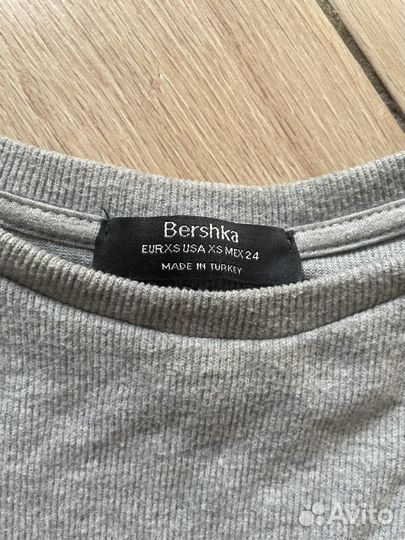 Bershka
EUR XS USA XS MEX 24
MADE IN TURKEY
Avito